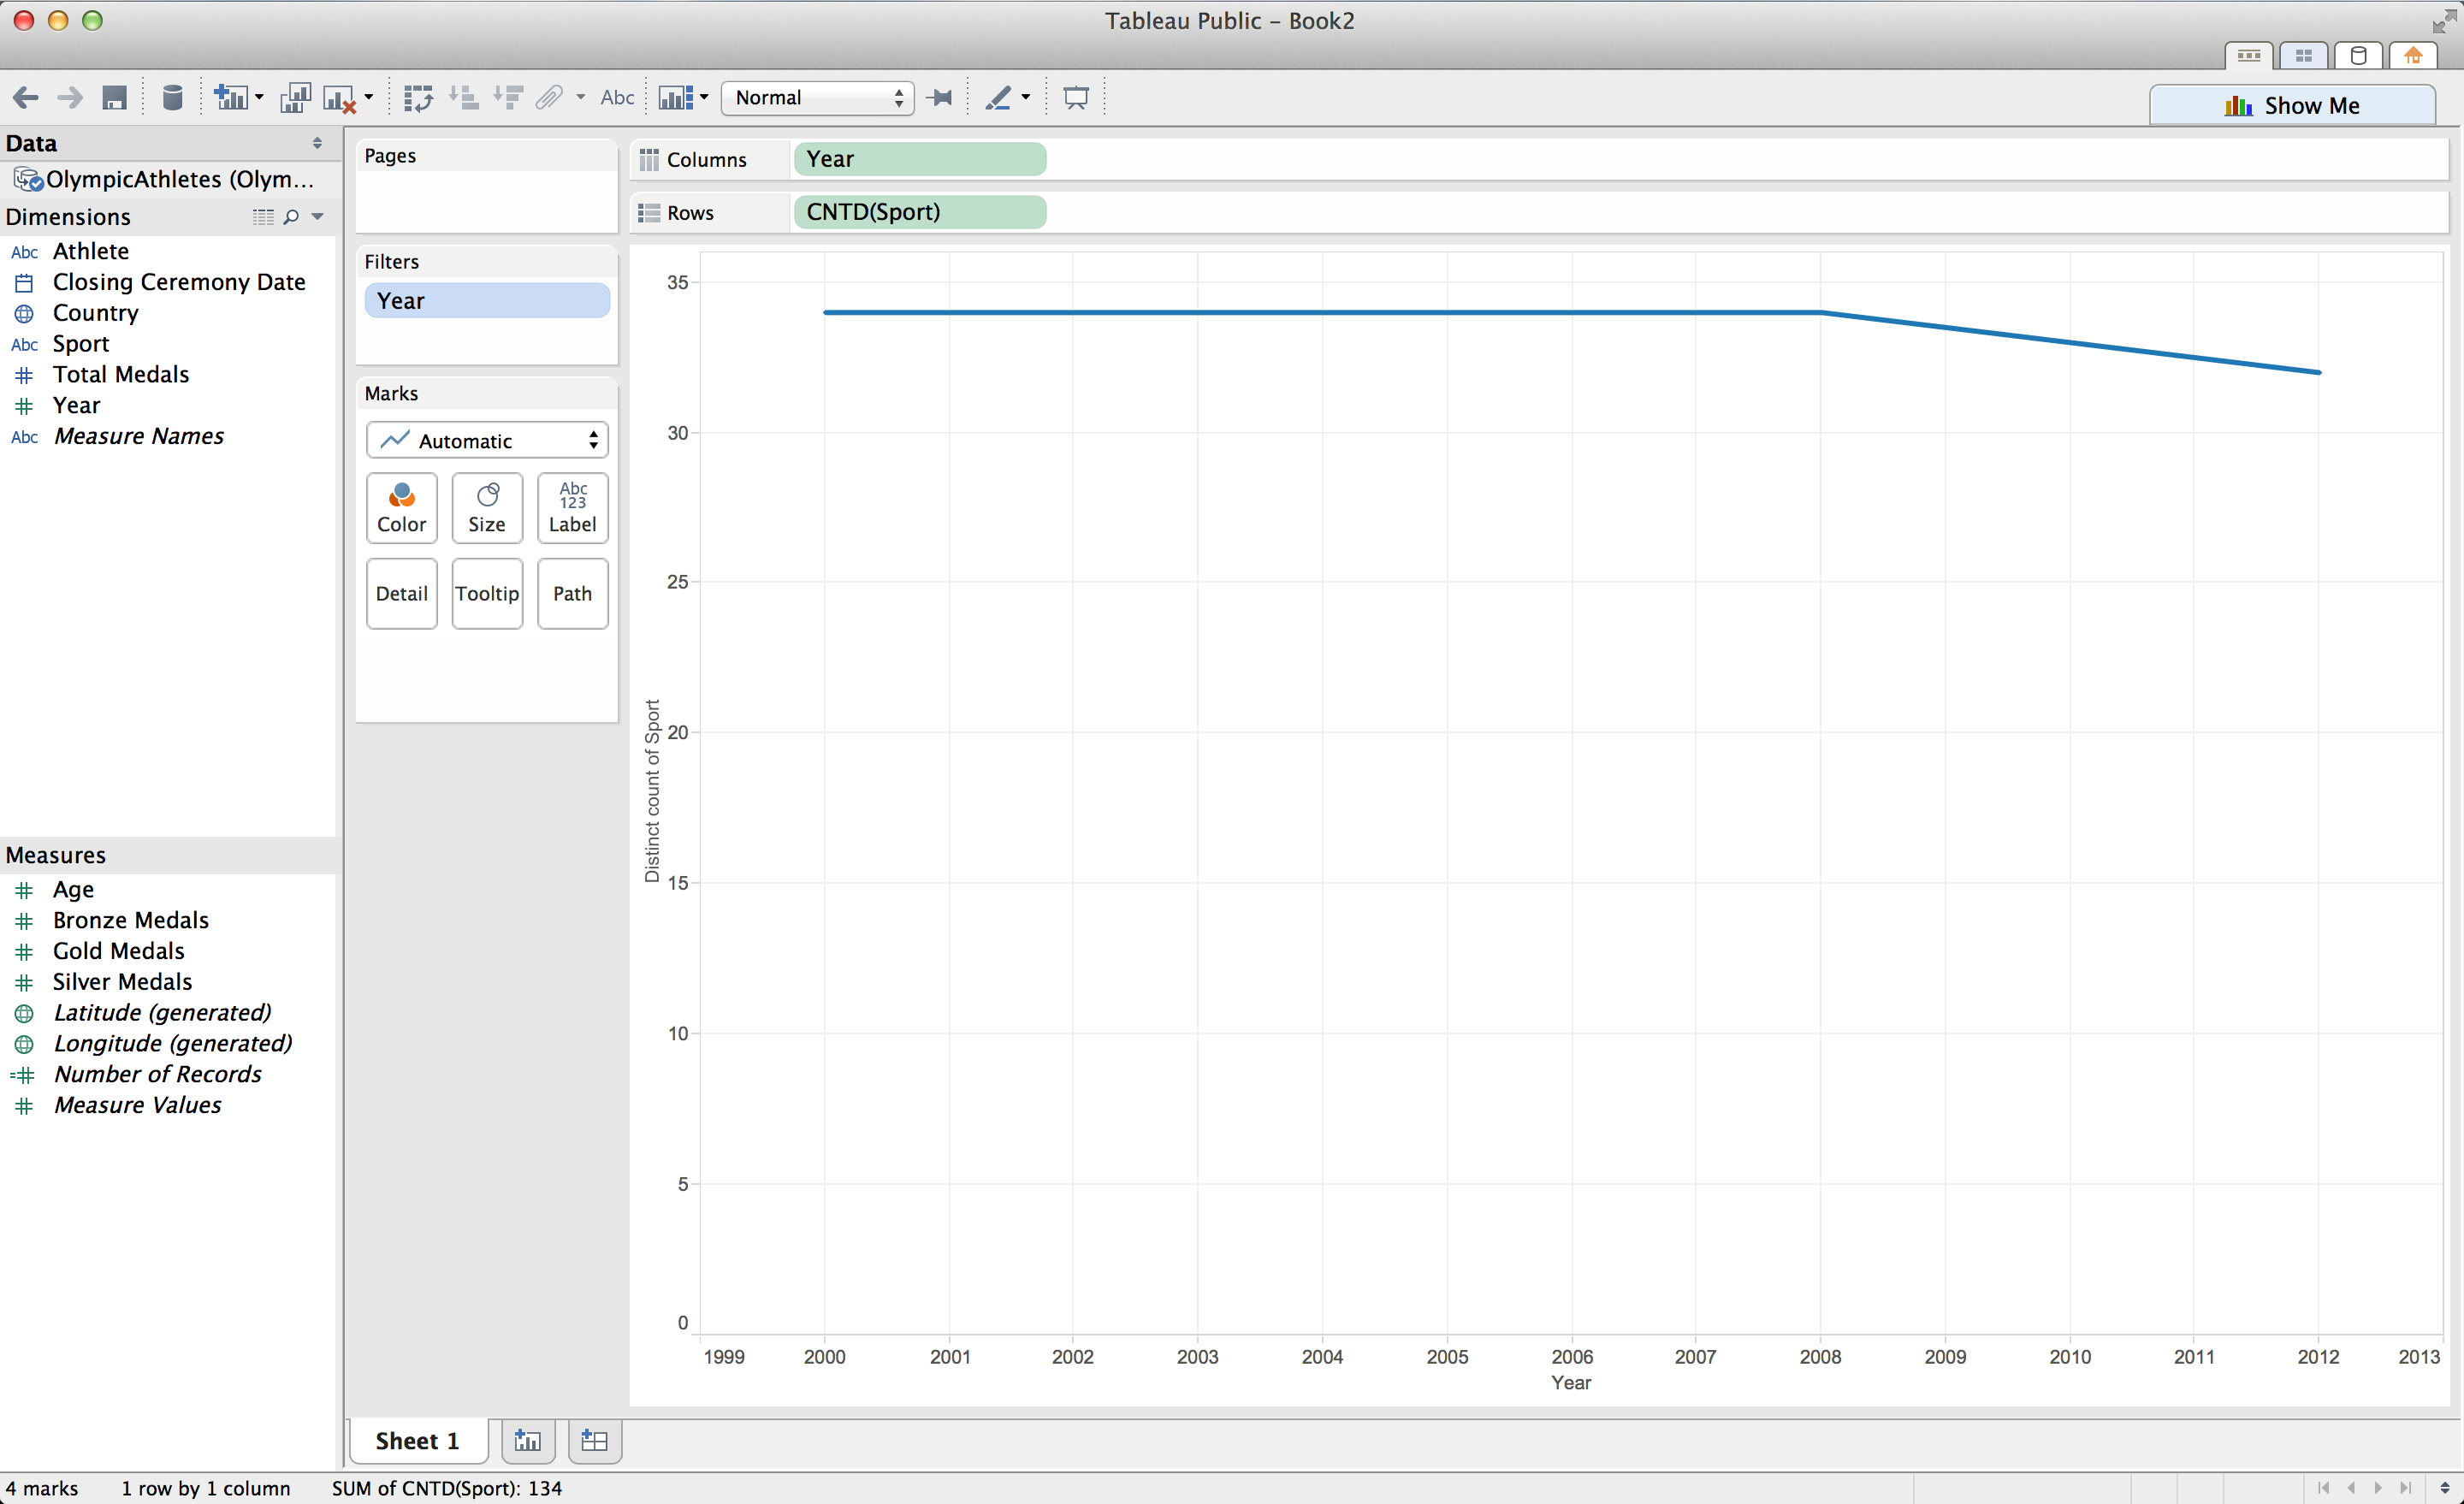 Tableau Public – Book2
Abc
Normal
Show Me
Data
OlympicAthletes (Olym...
Dimensions
Abc Athlete
Closing Ceremony Date
Country
Abc Sport
Total Medals
Year
Abc Measure Names
Measures
Age
Bronze Medals
Gold Medals
Silver Medals
Latitude (generated)
Longitude (generated)
Number of Records
Measure Values
Pages
Filters
Year
Marks
Automatic
Color
Size
Abc
123
Label
Detail
Tooltip
Path
Columns
Year
Rows
CNTD(Sport)
Distinct count of Sport
35
30
25
20
15
10
5
0
1999 2000 2001 2002 2003 2004 2005 2006 2007 2008 2009 2010 2011 2012 2013
Year
Sheet 1
4 marks 1 row by 1 column SUM of CNTD(Sport): 134